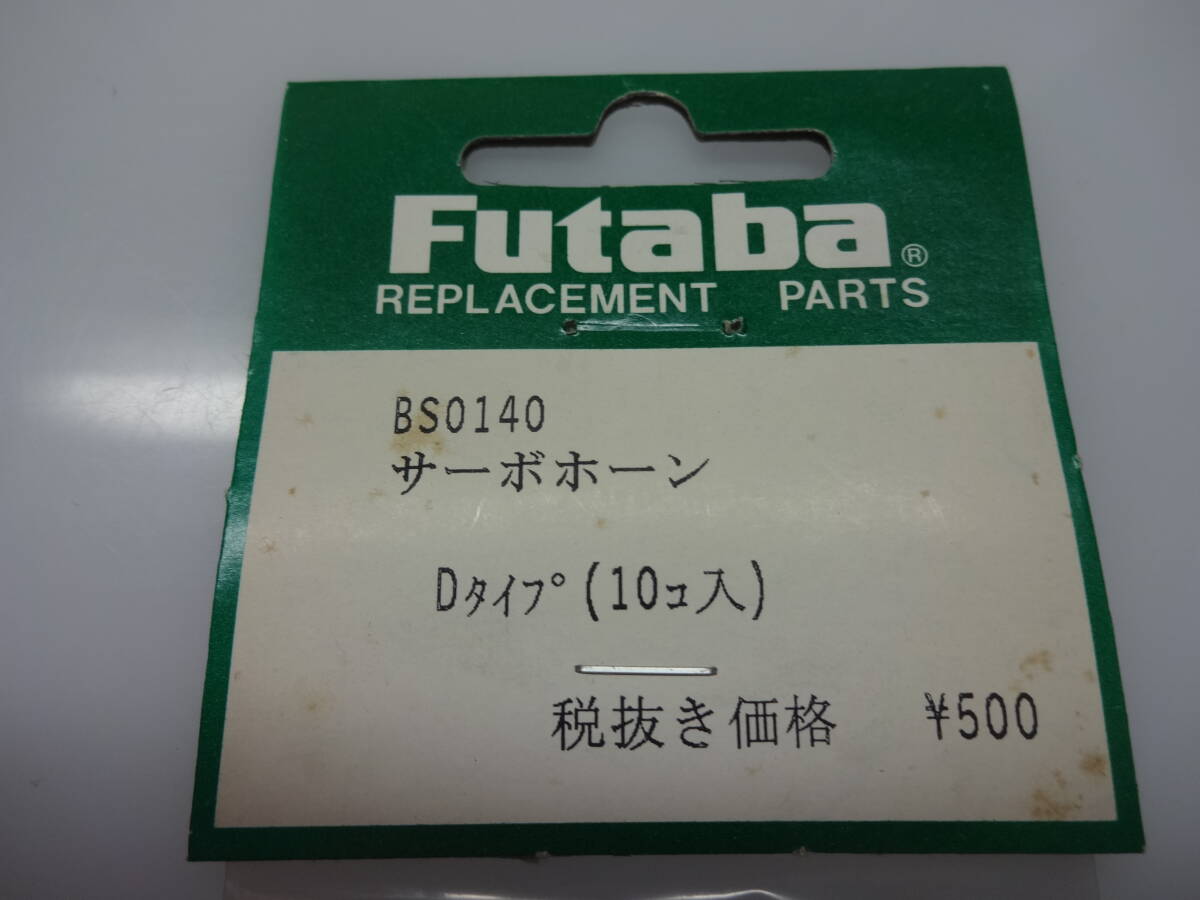 Futaba®
REPLACEMENT PARTS
BS0140
サーボホーン
Dﾀｲﾌﾟ(10ｺ入)
税抜き価格 ¥500